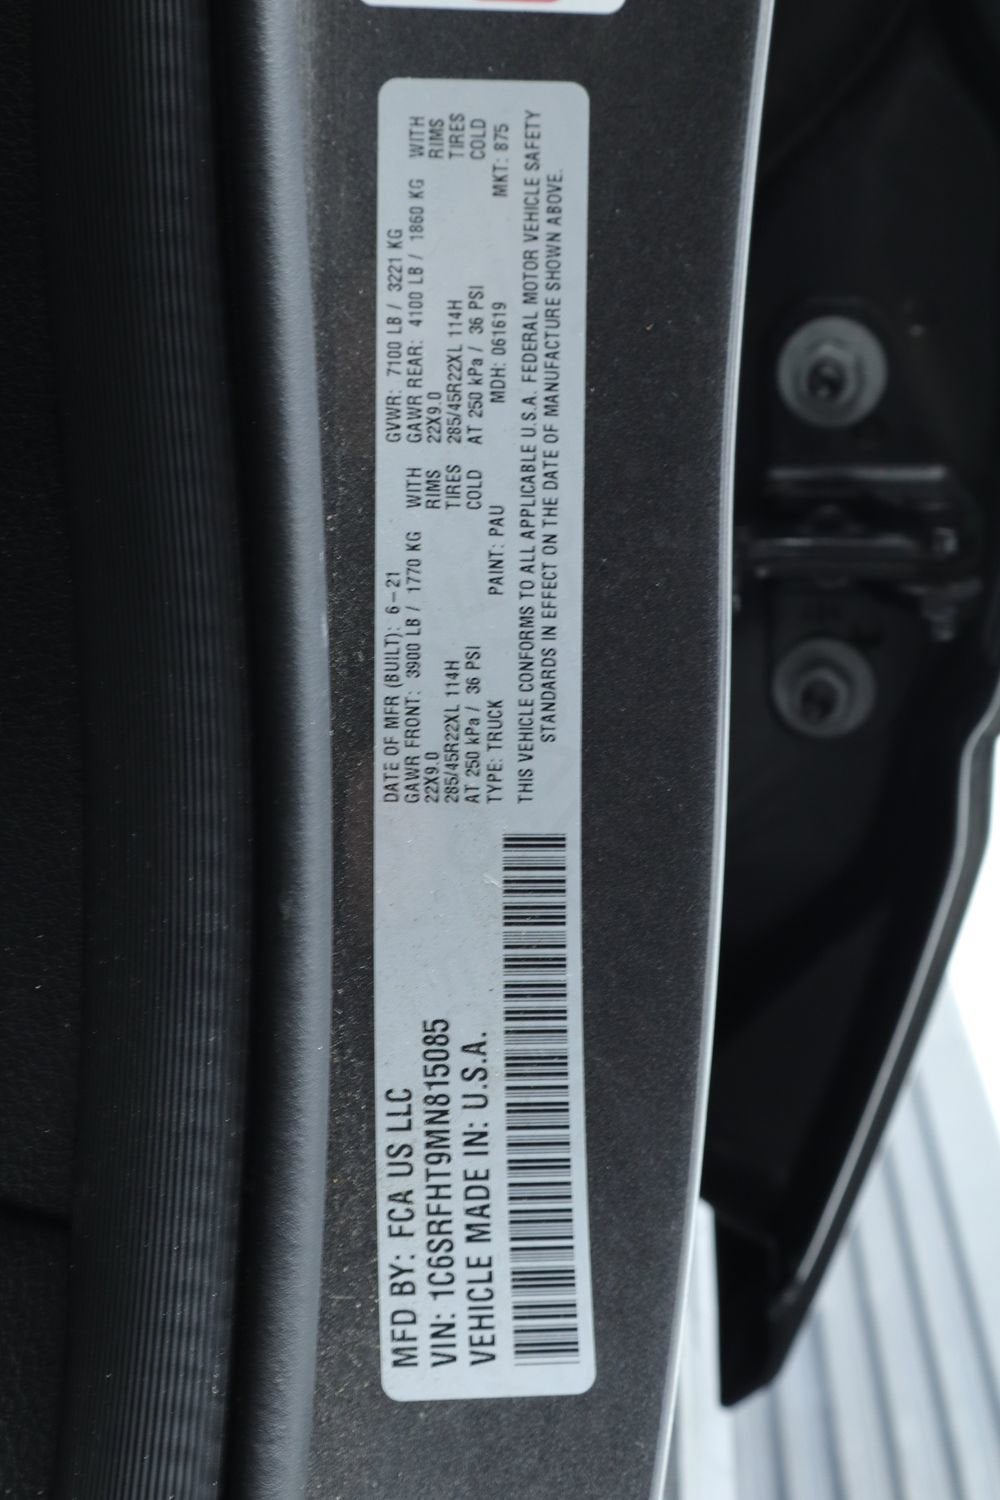 MFD BY: FCA US LLC
VIN: 1C6SRFHT9MN815085
VEHICLE MADE IN: U.S.A.
DATE OF MFR (BUILT): 6-21 GVWR: 7100 LB / 3221 KG
GAWR FRONT: 3900 LB / 1770 KG WITH GAWR REAR: 4100 LB / 1860 KG WITH
22X9.0 RIMS 22X9.0 RIMS
285/45R22XL 114H TIRES 285/45R22XL 114H TIRES
AT 250 kPa / 36 PSI COLD AT 250 kPa / 36 PSI COLD
TYPE: TRUCK PAINT: PAU MDH: 061619 MKT: 875
THIS VEHICLE CONFORMS TO ALL APPLICABLE U.S.A. FEDERAL MOTOR VEHICLE SAFETY
STANDARDS IN EFFECT ON THE DATE OF MANUFACTURE SHOWN ABOVE.